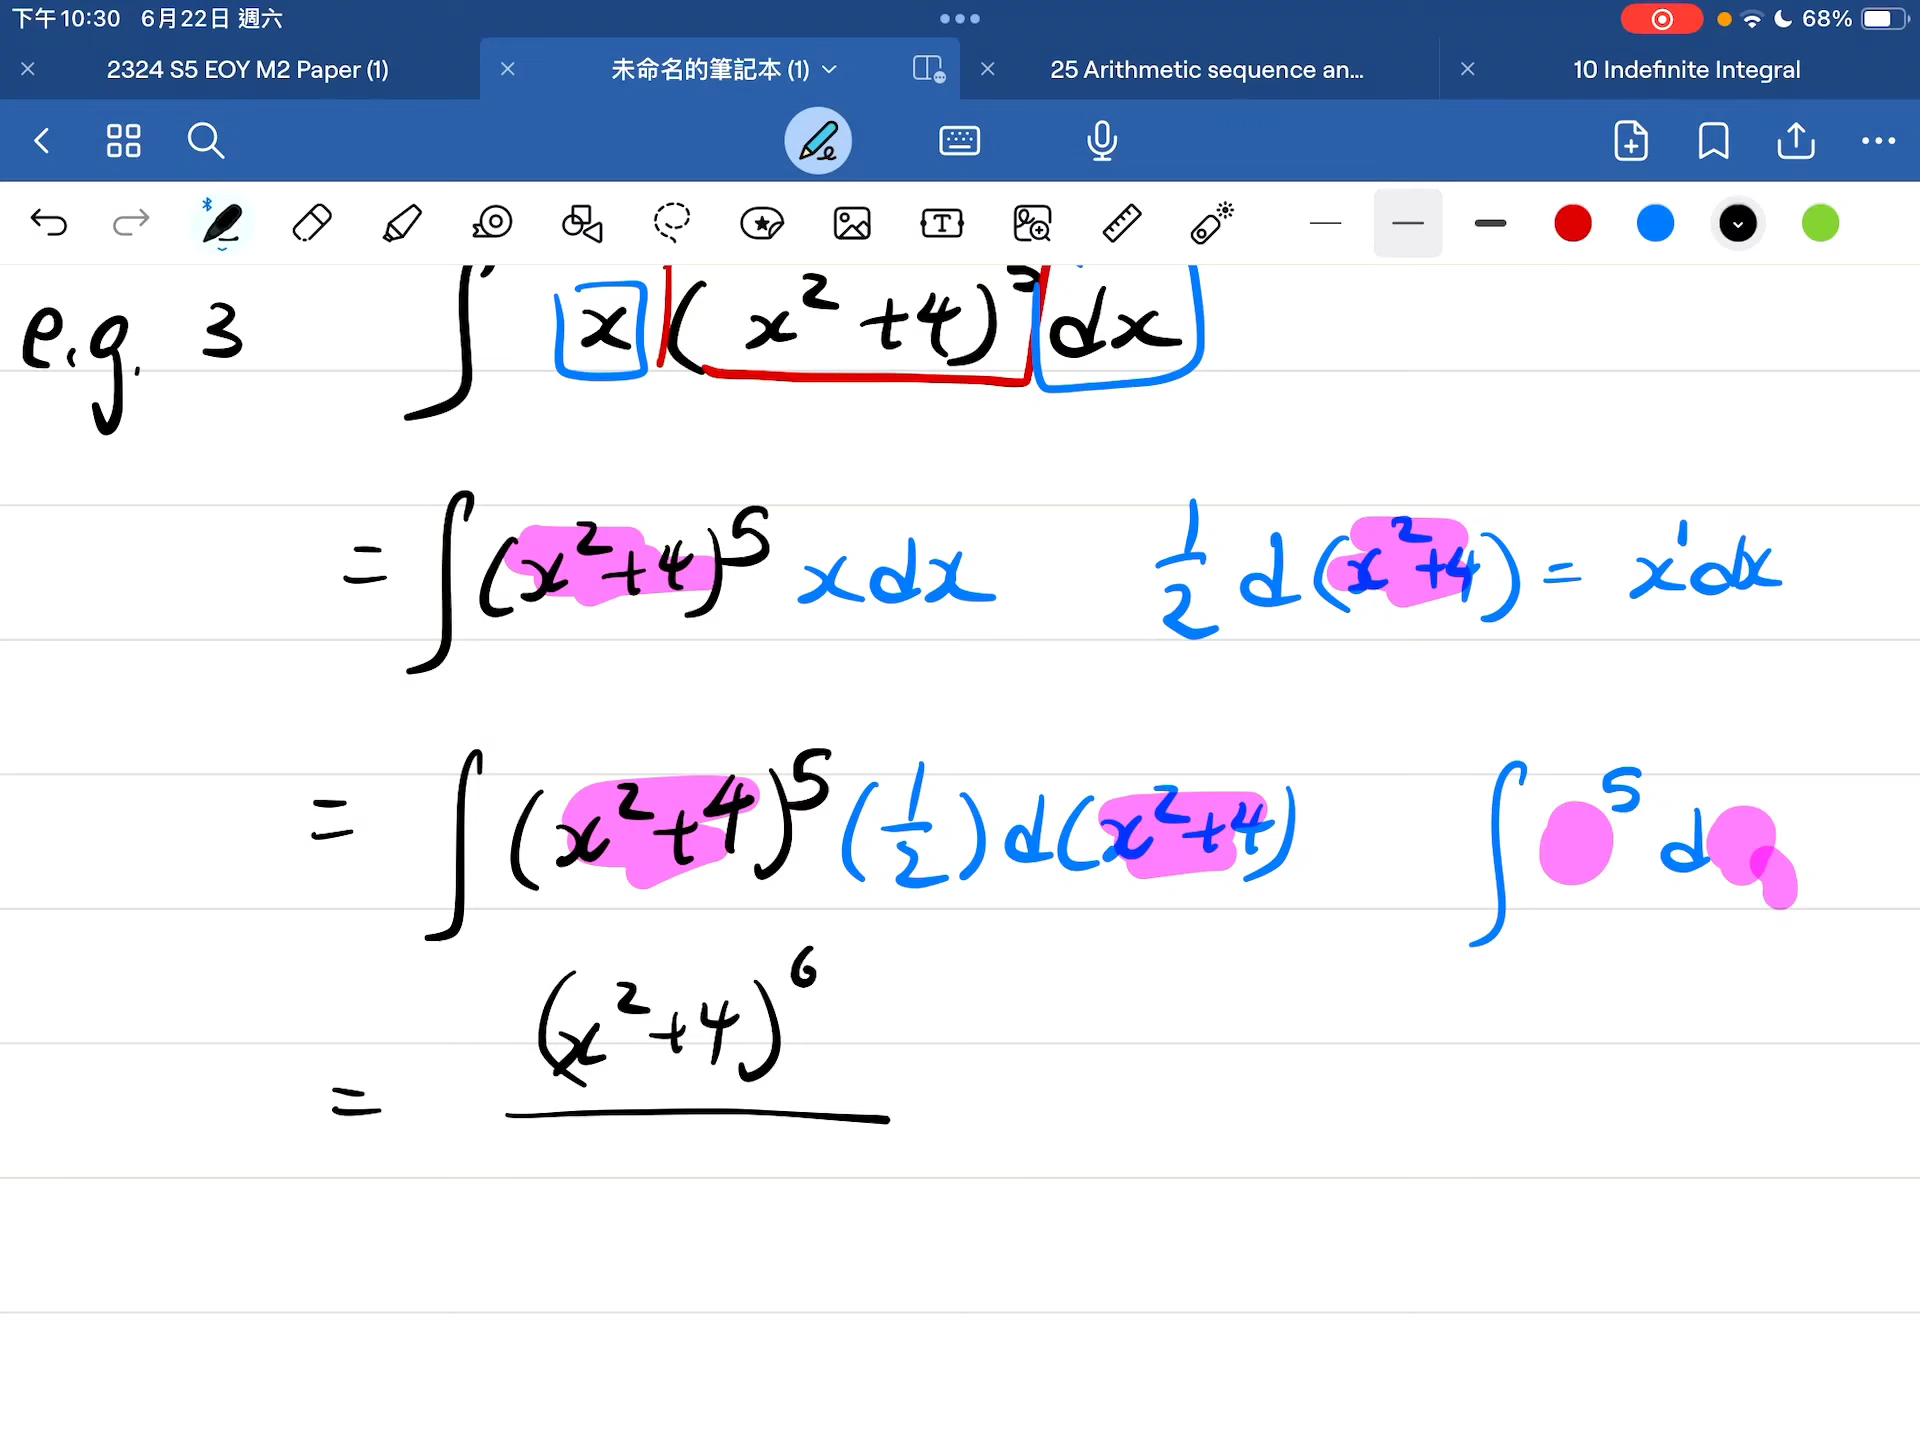 下午10:30 6月22日 週六 68%
2324 S5 EOY M2 Paper (1) 未命名的筆記本 (1) 25 Arithmetic sequence an... 10 Indefinite Integral
e.g. 3 ∫ x (x² + 4)⁵ dx
= ∫ (x² + 4)⁵ x dx 1/2 d(x² + 4) = x¹ dx
= ∫ (x² + 4)⁵ (1/2) d(x² + 4) ∫ ⁵ d
= (x² + 4)⁶